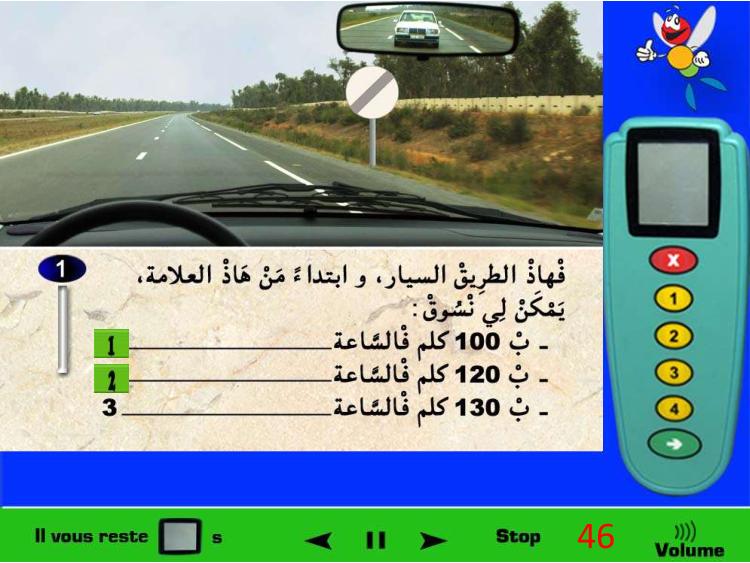 فْهاذْ الطرِيقْ السيار، و ابتداءً مَنْ هَاذْ العلامة،
يَمْكَنْ لِي نْسُوقْ:
1
- بْ 100 كلم فْالسَّاعة 1
- بْ 120 كلم فْالسَّاعة 2
- بْ 130 كلم فْالسَّاعة 3
X
1
2
3
4
Il vous reste s
Stop
46
Volume